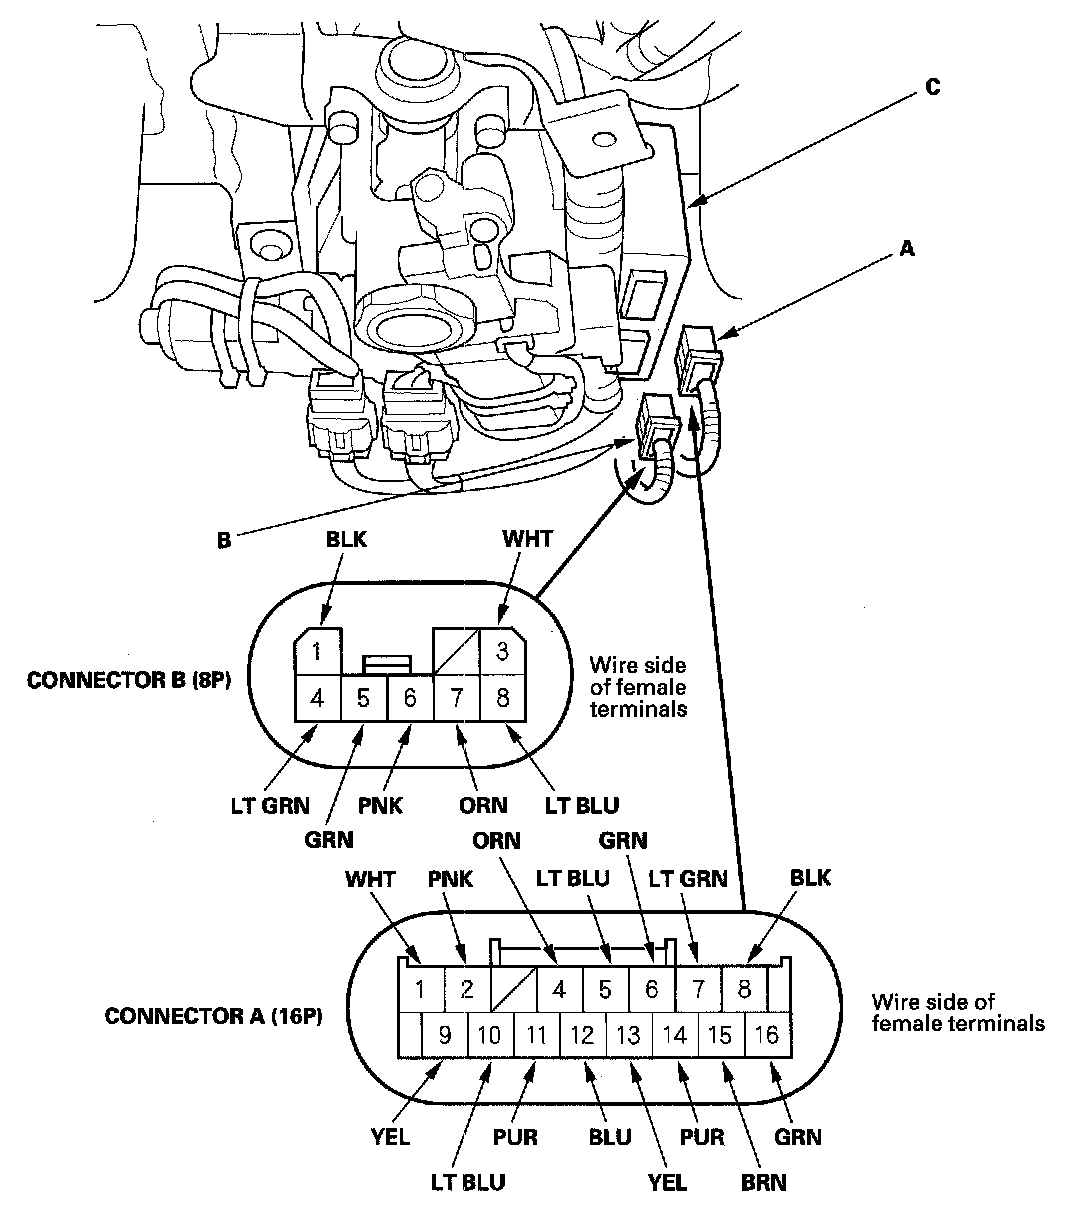 C
A
B
BLK
WHT
1
3
CONNECTOR B (8P)
4 5 6 7 8
Wire side
of female
terminals
LT GRN
PNK
ORN
LT BLU
GRN
ORN
GRN
WHT
PNK
LT BLU
LT GRN
BLK
1 2 4 5 6 7 8
CONNECTOR A (16P)
9 10 11 12 13 14 15 16
Wire side of
female terminals
YEL
PUR
BLU
PUR
GRN
LT BLU
YEL
BRN